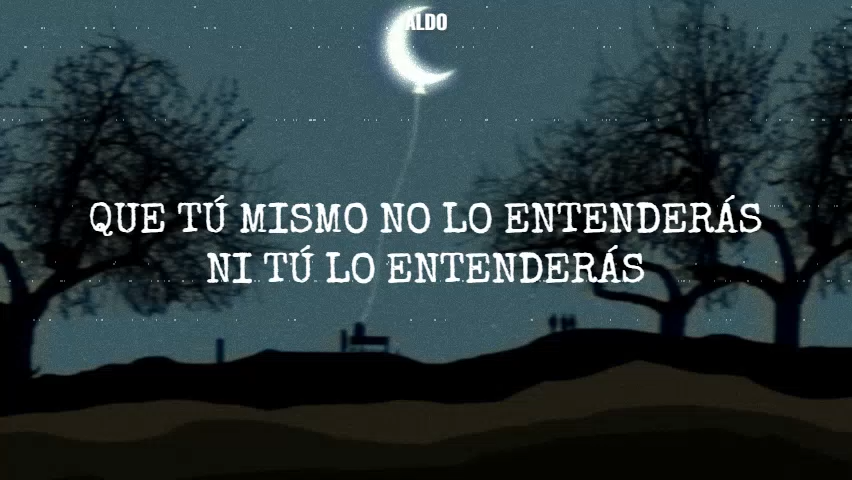 ALDO
QUE TÚ MISMO NO LO ENTENDERÁS
NI TÚ LO ENTENDERÁS